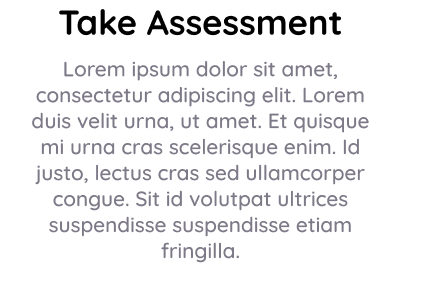 Take Assessment
Lorem ipsum dolor sit amet,
consectetur adipiscing elit. Lorem
duis velit urna, ut amet. Et quisque
mi urna cras scelerisque enim. Id
justo, lectus cras sed ullamcorper
congue. Sit id volutpat ultrices
suspendisse suspendisse etiam
fringilla.